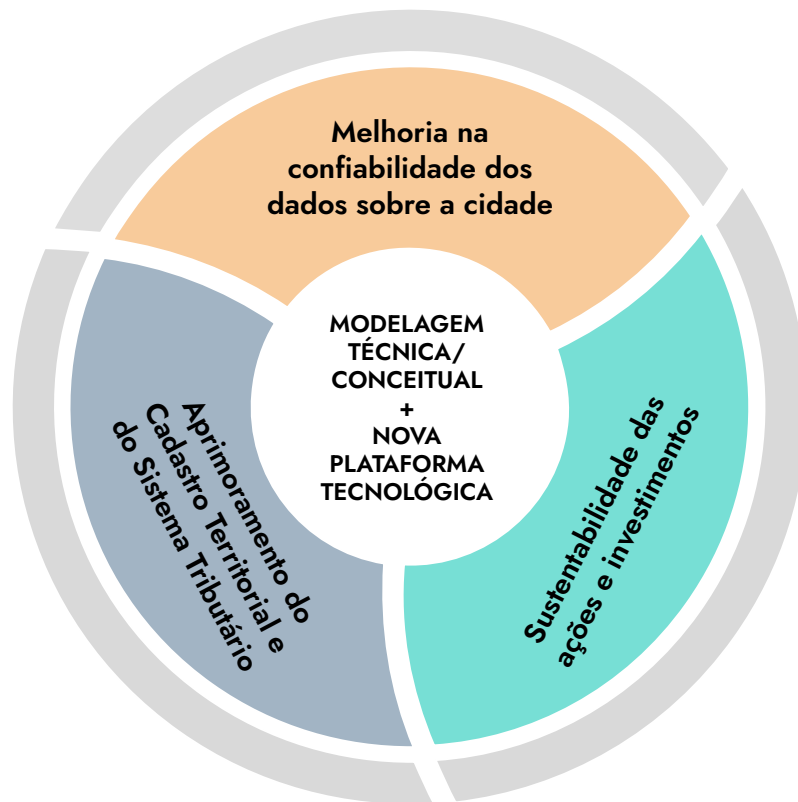 Melhoria na
confiabilidade dos
dados sobre a cidade
MODELAGEM
TÉCNICA/
CONCEITUAL
+
NOVA
PLATAFORMA
TECNOLÓGICA
Sustentabilidade das
ações e investimentos
Aprimoramento do
Cadastro Territorial e
do Sistema Tributário